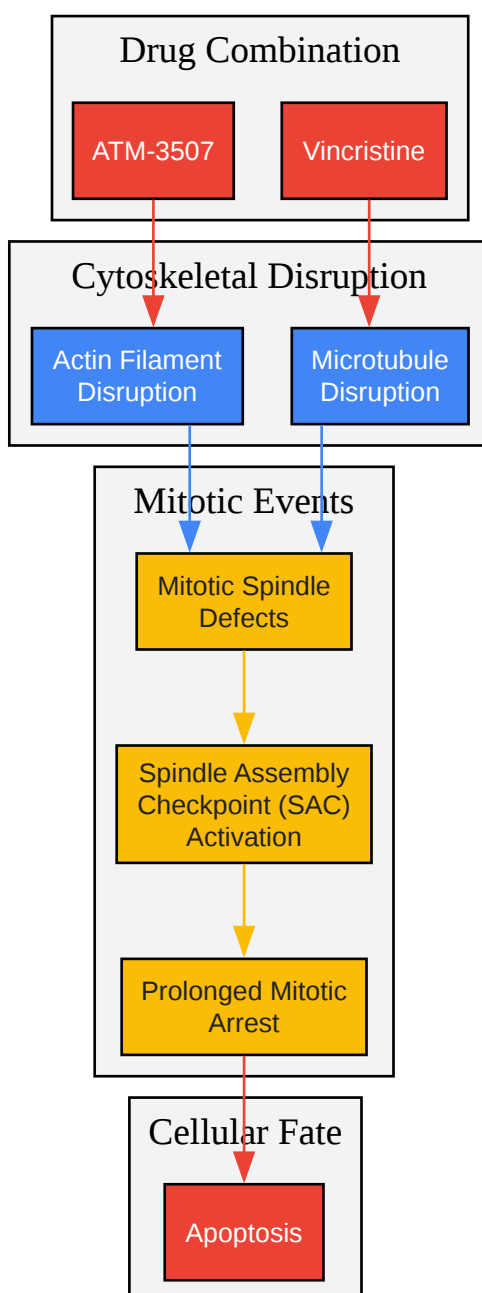 Drug Combination
ATM-3507
Vincristine
Cytoskeletal Disruption
Actin Filament
Disruption
Microtubule
Disruption
Mitotic Events
Mitotic Spindle
Defects
Spindle Assembly
Checkpoint (SAC)
Activation
Prolonged Mitotic
Arrest
Cellular Fate
Apoptosis